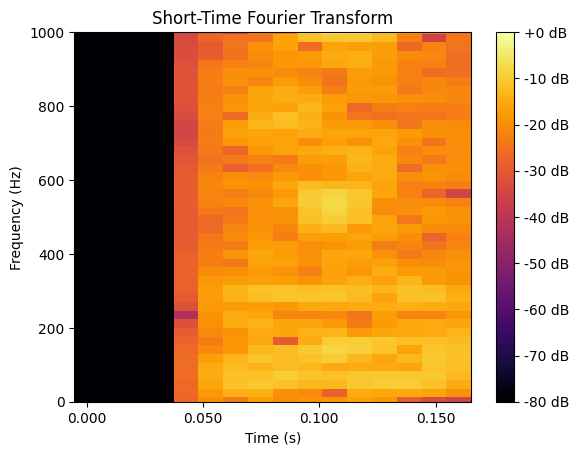 Short-Time Fourier Transform
1000
800
600
400
200
0
Frequency (Hz)
0.000
0.050
0.100
0.150
Time (s)
+0 dB
-10 dB
-20 dB
-30 dB
-40 dB
-50 dB
-60 dB
-70 dB
-80 dB